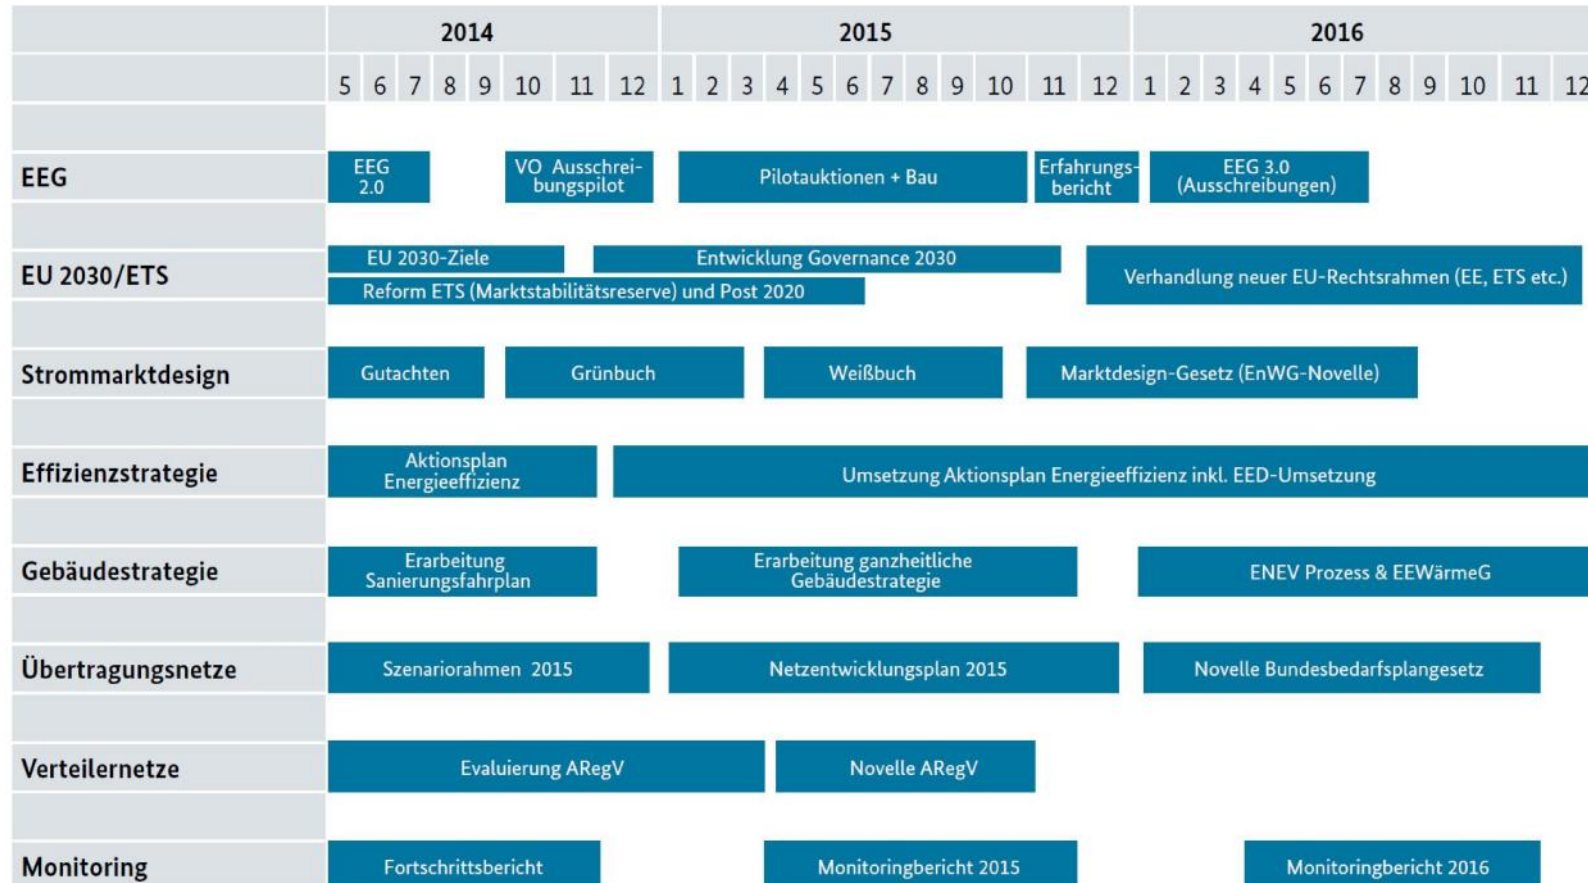 2014 2015 2016
5 6 7 8 9 10 11 12 1 2 3 4 5 6 7 8 9 10 11 12 1 2 3 4 5 6 7 8 9 10 11 12
EEG
EEG
2.0
VO Ausschrei-
bungspilot
Pilotauktionen + Bau
Erfahrungs-
bericht
EEG 3.0
(Ausschreibungen)
EU 2030/ETS
EU 2030-Ziele
Entwicklung Governance 2030
Reform ETS (Marktstabilitätsreserve) und Post 2020
Verhandlung neuer EU-Rechtsrahmen (EE, ETS etc.)
Strommarktdesign
Gutachten
Grünbuch
Weißbuch
Marktdesign-Gesetz (EnWG-Novelle)
Effizienzstrategie
Aktionsplan
Energieeffizienz
Umsetzung Aktionsplan Energieeffizienz inkl. EED-Umsetzung
Gebäudestrategie
Erarbeitung
Sanierungsfahrplan
Erarbeitung ganzheitliche
Gebäudestrategie
ENEV Prozess & EEWärmeG
Übertragungsnetze
Szenariorahmen 2015
Netzentwicklungsplan 2015
Novelle Bundesbedarfsplangesetz
Verteilernetze
Evaluierung ARegV
Novelle ARegV
Monitoring
Fortschrittsbericht
Monitoringbericht 2015
Monitoringbericht 2016